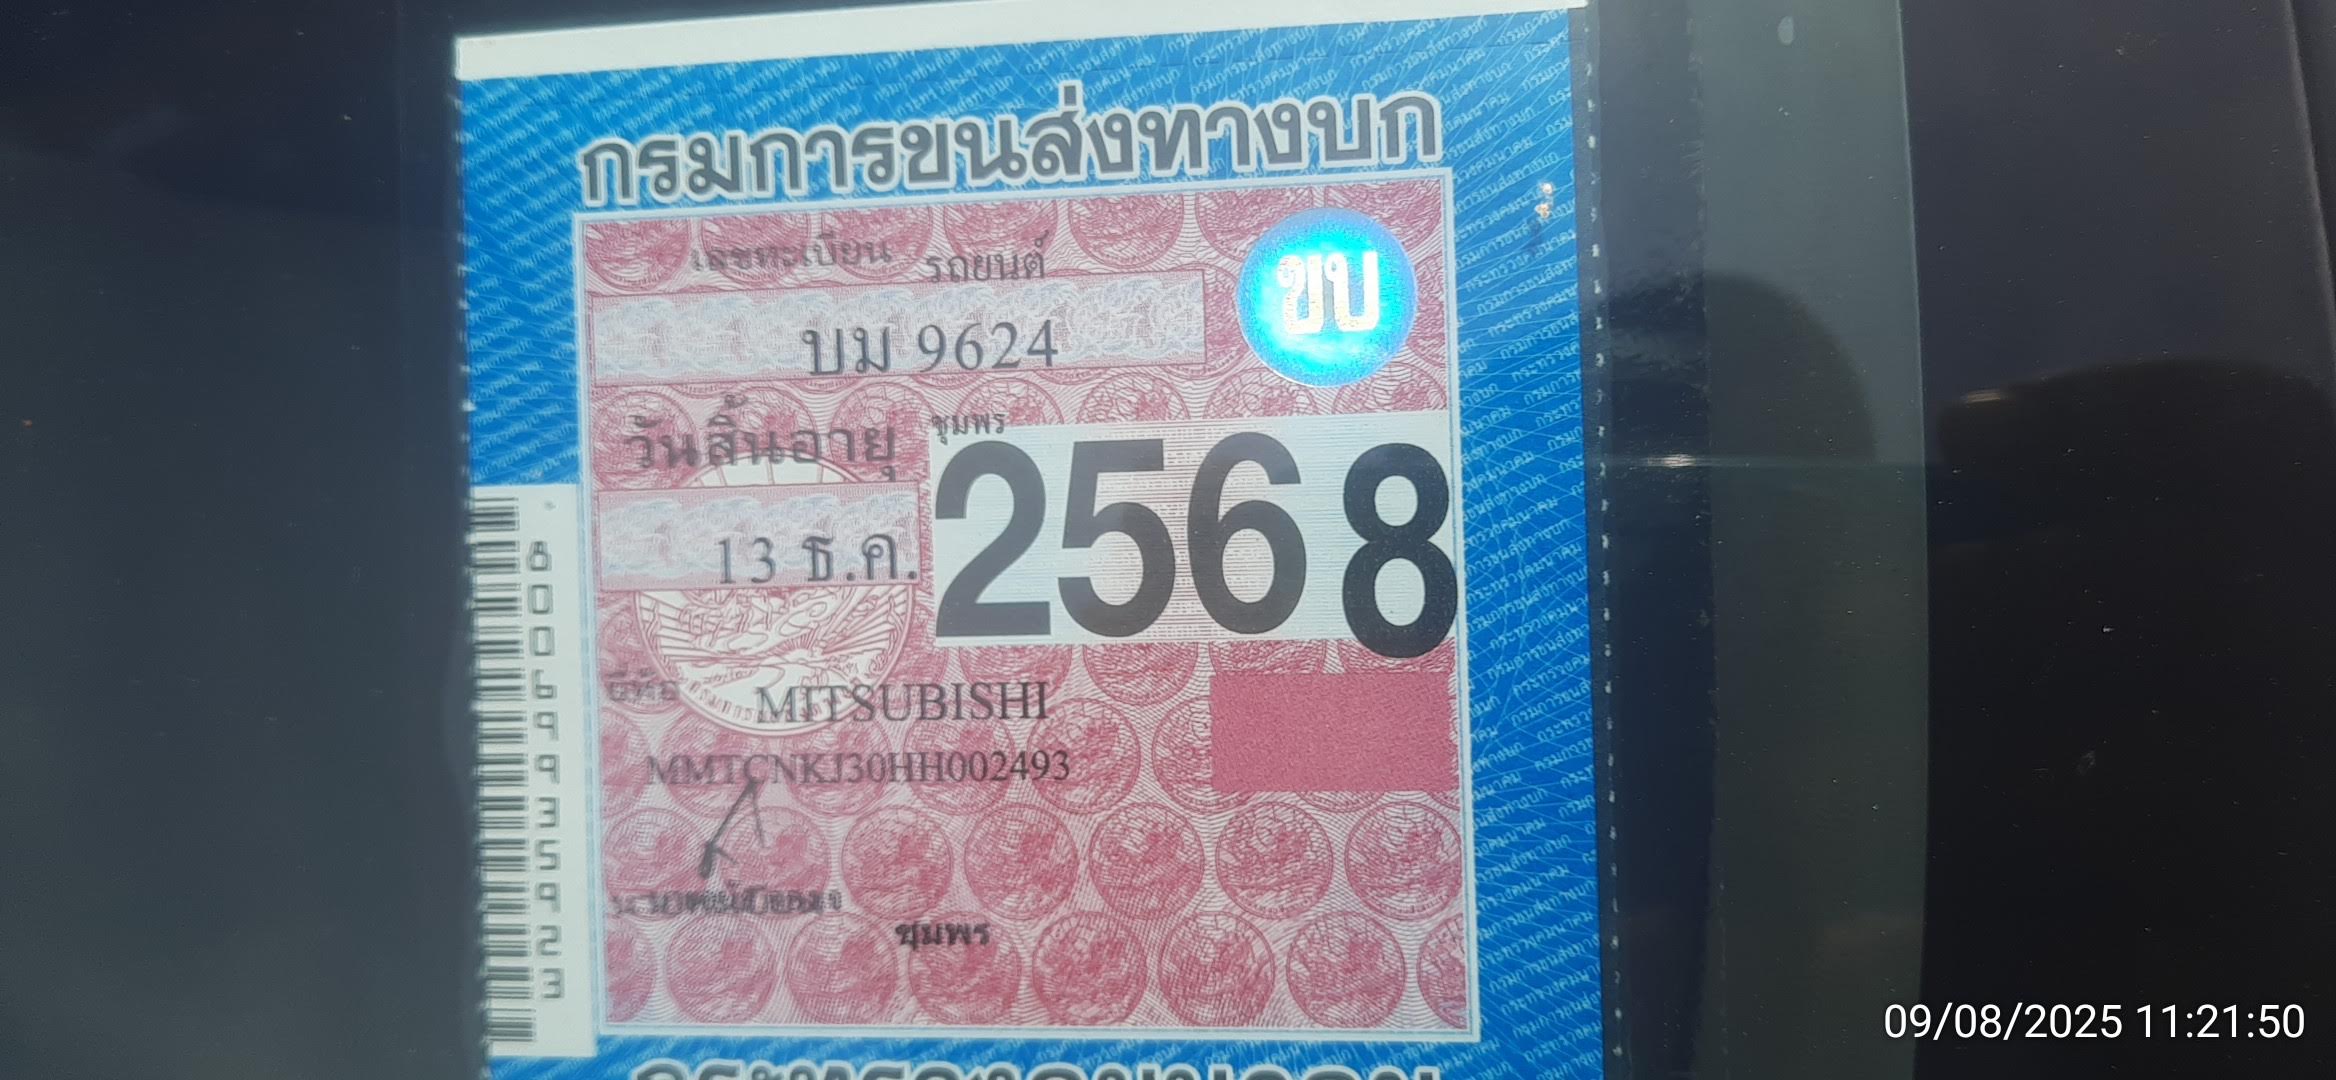 กรมการขนส่งทางบก
เลขทะเบียน รถยนต์
ขบ
บม 9624
วันสิ้นอายุ ชุมพร
13 ธ.ค. 2568
ยี่ห้อ MITSUBISHI
MMTCNKJ30HH002493
นายทะเบียน
ชุมพร
80069935923
09/08/2025 11:21:50